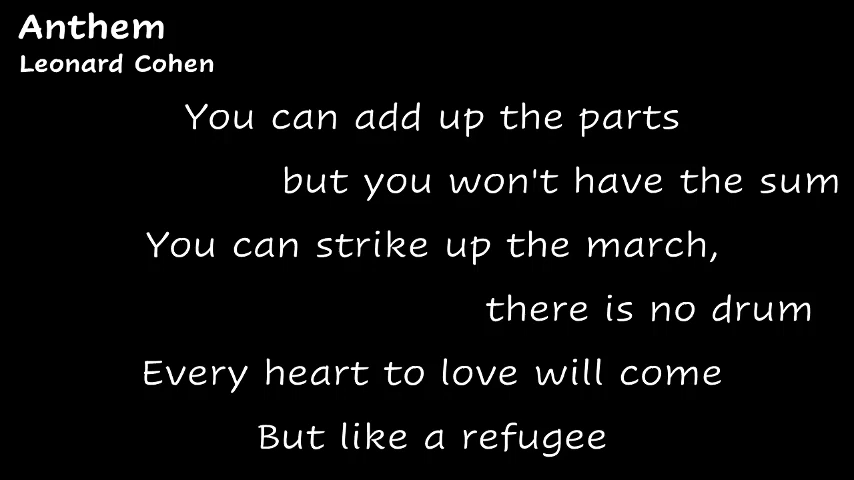 Anthem
Leonard Cohen
You can add up the parts
but you won't have the sum
You can strike up the march,
there is no drum
Every heart to love will come
But like a refugee